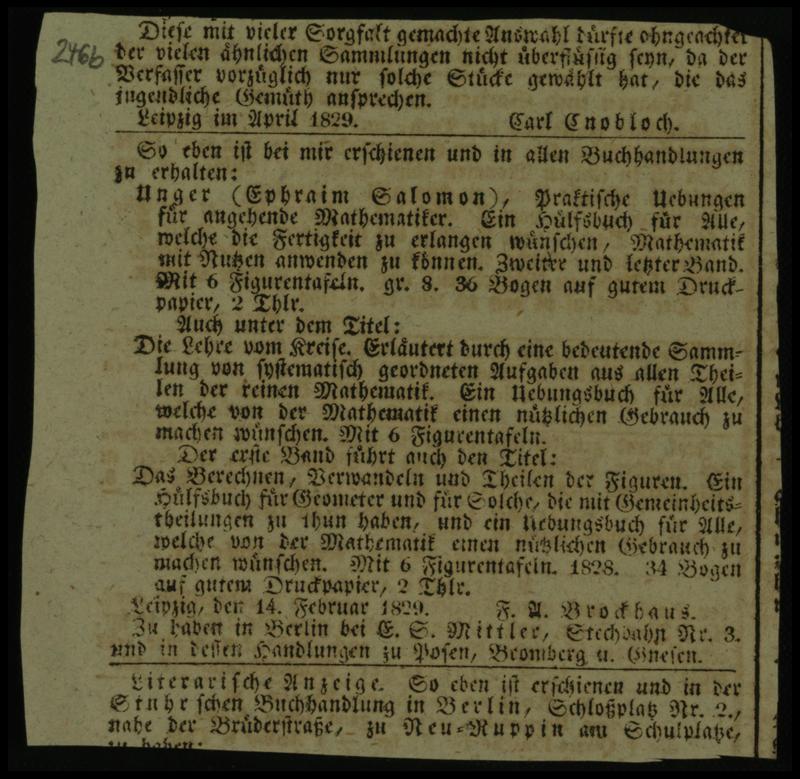 246b
Diese mit vieler Sorgfalt gemachte Auswahl dürfte ohngeachtet
der vielen ähnlichen Sammlungen nicht überflüssig seyn, da der
Verfasser vorzüglich nur solche Stücke gewählt hat, die das
jugendliche Gemüth ansprechen.
Leipzig im April 1829. Carl Cnobloch.
So eben ist bei mir erschienen und in allen Buchhandlungen
zu erhalten:
Unger (Ephraim Salomon), Praktische Uebungen
für angehende Mathematiker. Ein Hülfsbuch für Alle,
welche die Fertigkeit zu erlangen wünschen, Mathematik
mit Nutzen anwenden zu können. Zweiter und letzter Band.
Mit 6 Figurentafeln. gr. 8. 36 Bogen auf gutem Druck-
papier, 2 Thlr.
Auch unter dem Titel:
Die Lehre vom Kreise. Erläutert durch eine bedeutende Samm-
lung von systematisch geordneten Aufgaben aus allen Thei-
len der reinen Mathematik. Ein Uebungsbuch für Alle,
welche von der Mathematik einen nützlichen Gebrauch zu
machen wünschen. Mit 6 Figurentafeln.
Der erste Band führt auch den Titel:
Das Berechnen, Verwandeln und Theilen der Figuren. Ein
Hülfsbuch für Geometer und für Solche, die mit Gemeinheits-
theilungen zu thun haben, und ein Uebungsbuch für Alle,
welche von der Mathematik einen nützlichen Gebrauch zu
machen wünschen. Mit 6 Figurentafeln. 1828. 34 Bogen
auf gutem Druckpapier, 2 Thlr.
Leipzig, den 14. Februar 1829. F. A. Brockhaus.
Zu haben in Berlin bei E. S. Mittler, Stechbahn Nr. 3.
und in dessen Handlungen zu Posen, Bromberg u. Gnesen.
Literarische Anzeige. So eben ist erschienen und in der
Stuhrschen Buchhandlung in Berlin, Schloßplatz Nr. 2.,
nahe der Brüderstraße, zu Neu-Ruppin am Schulplatze,
zu haben: